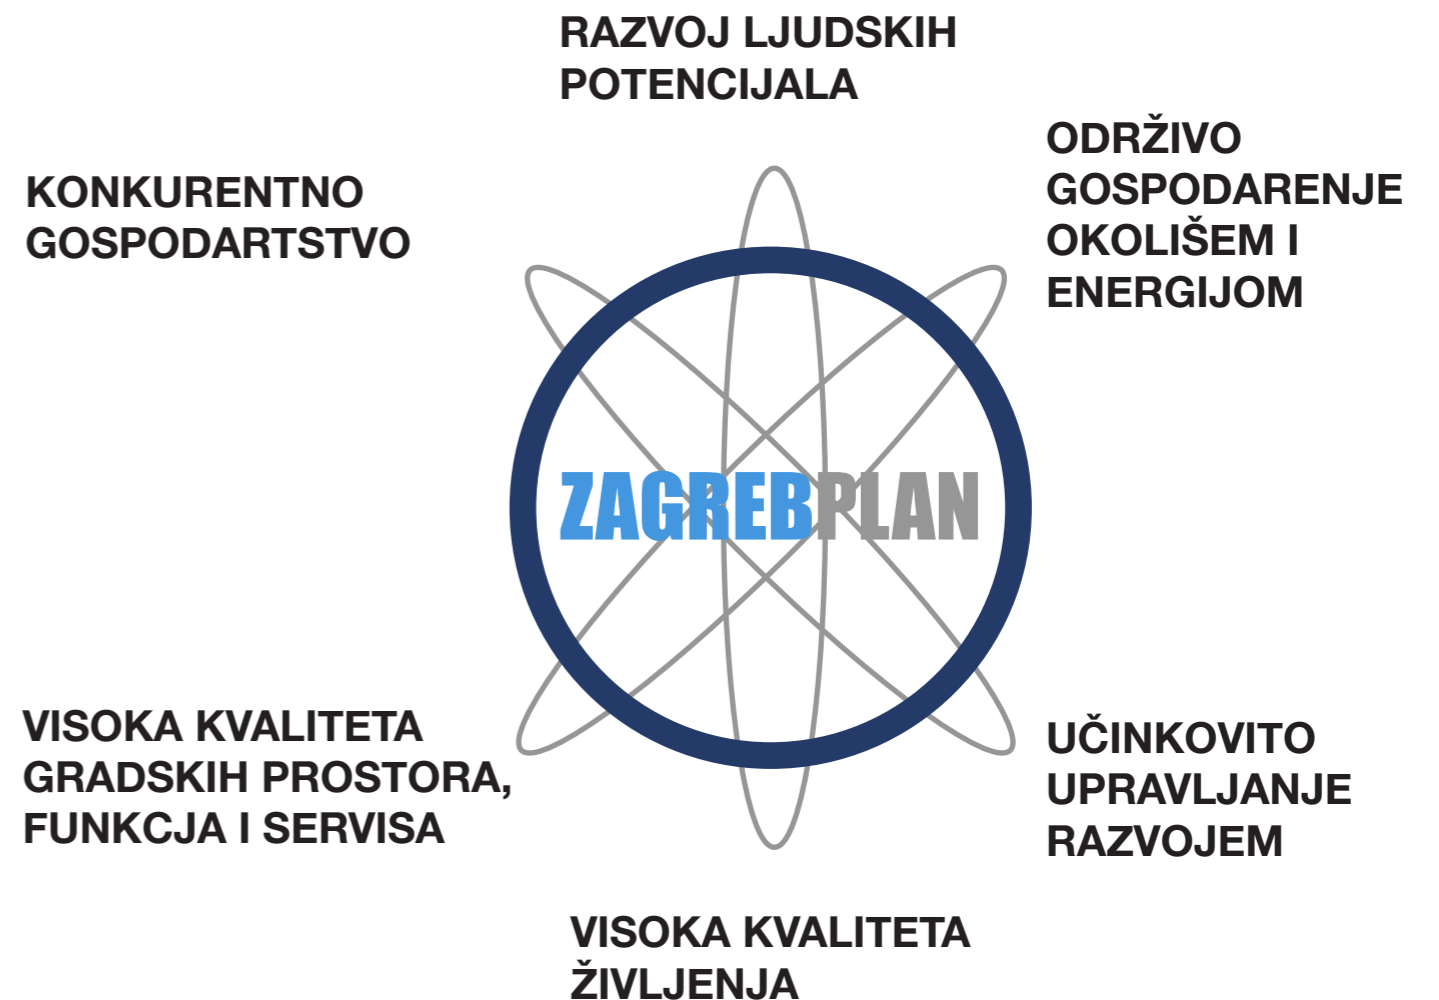 RAZVOJ LJUDSKIH
POTENCIJALA
KONKURENTNO
GOSPODARTSTVO
ODRŽIVO
GOSPODARENJE
OKOLIŠEM I
ENERGIJOM
ZAGREBPLAN
VISOKA KVALITETA
GRADSKIH PROSTORA,
FUNKCJA I SERVISA
UČINKOVITO
UPRAVLJANJE
RAZVOJEM
VISOKA KVALITETA
ŽIVLJENJA